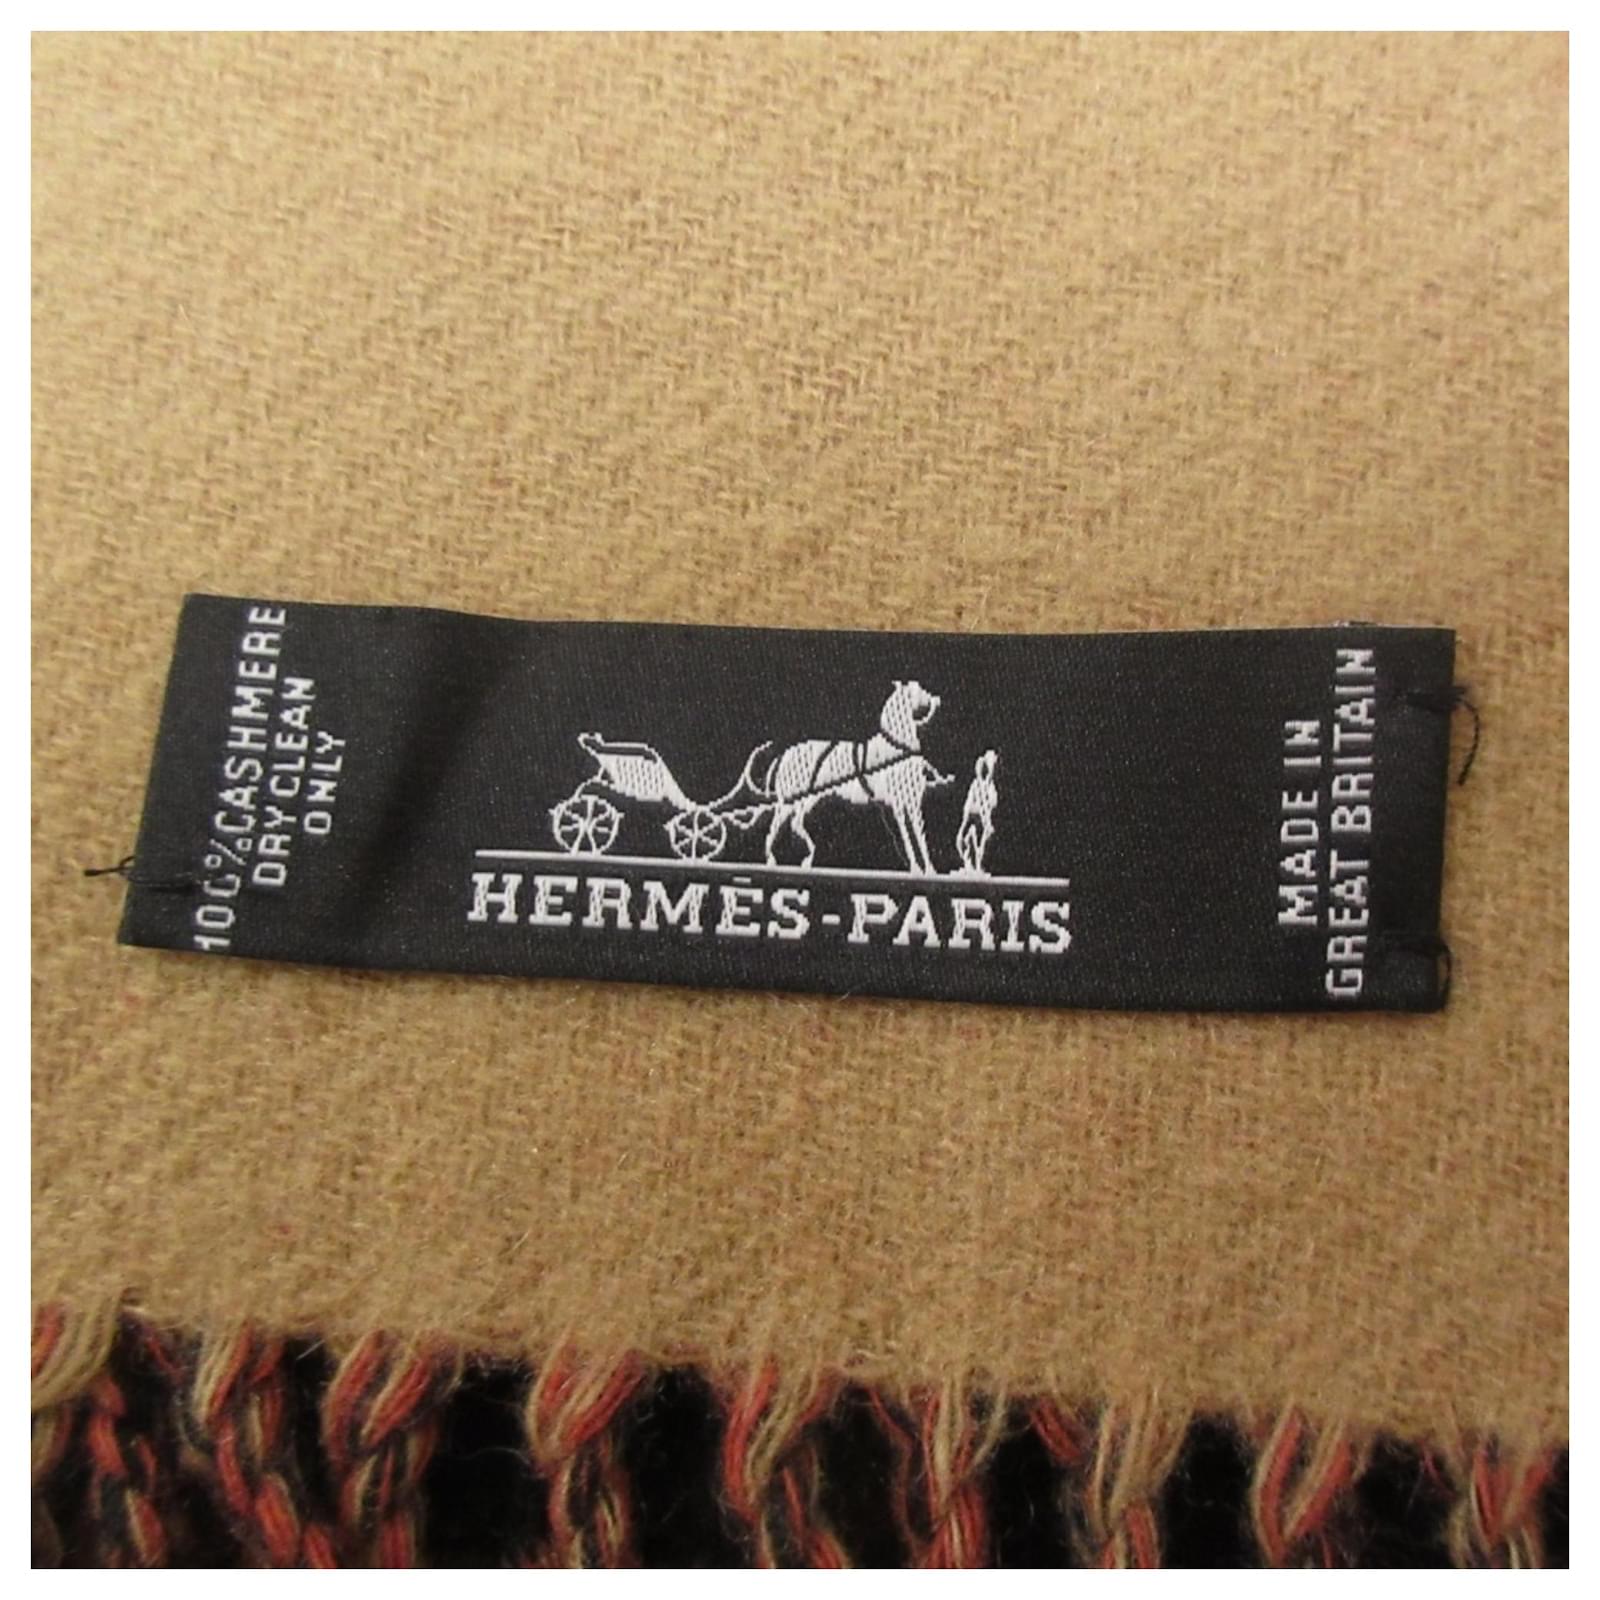 100% CASHMERE
DRY CLEAN
ONLY
HERMÈS-PARIS
MADE IN
GREAT BRITAIN